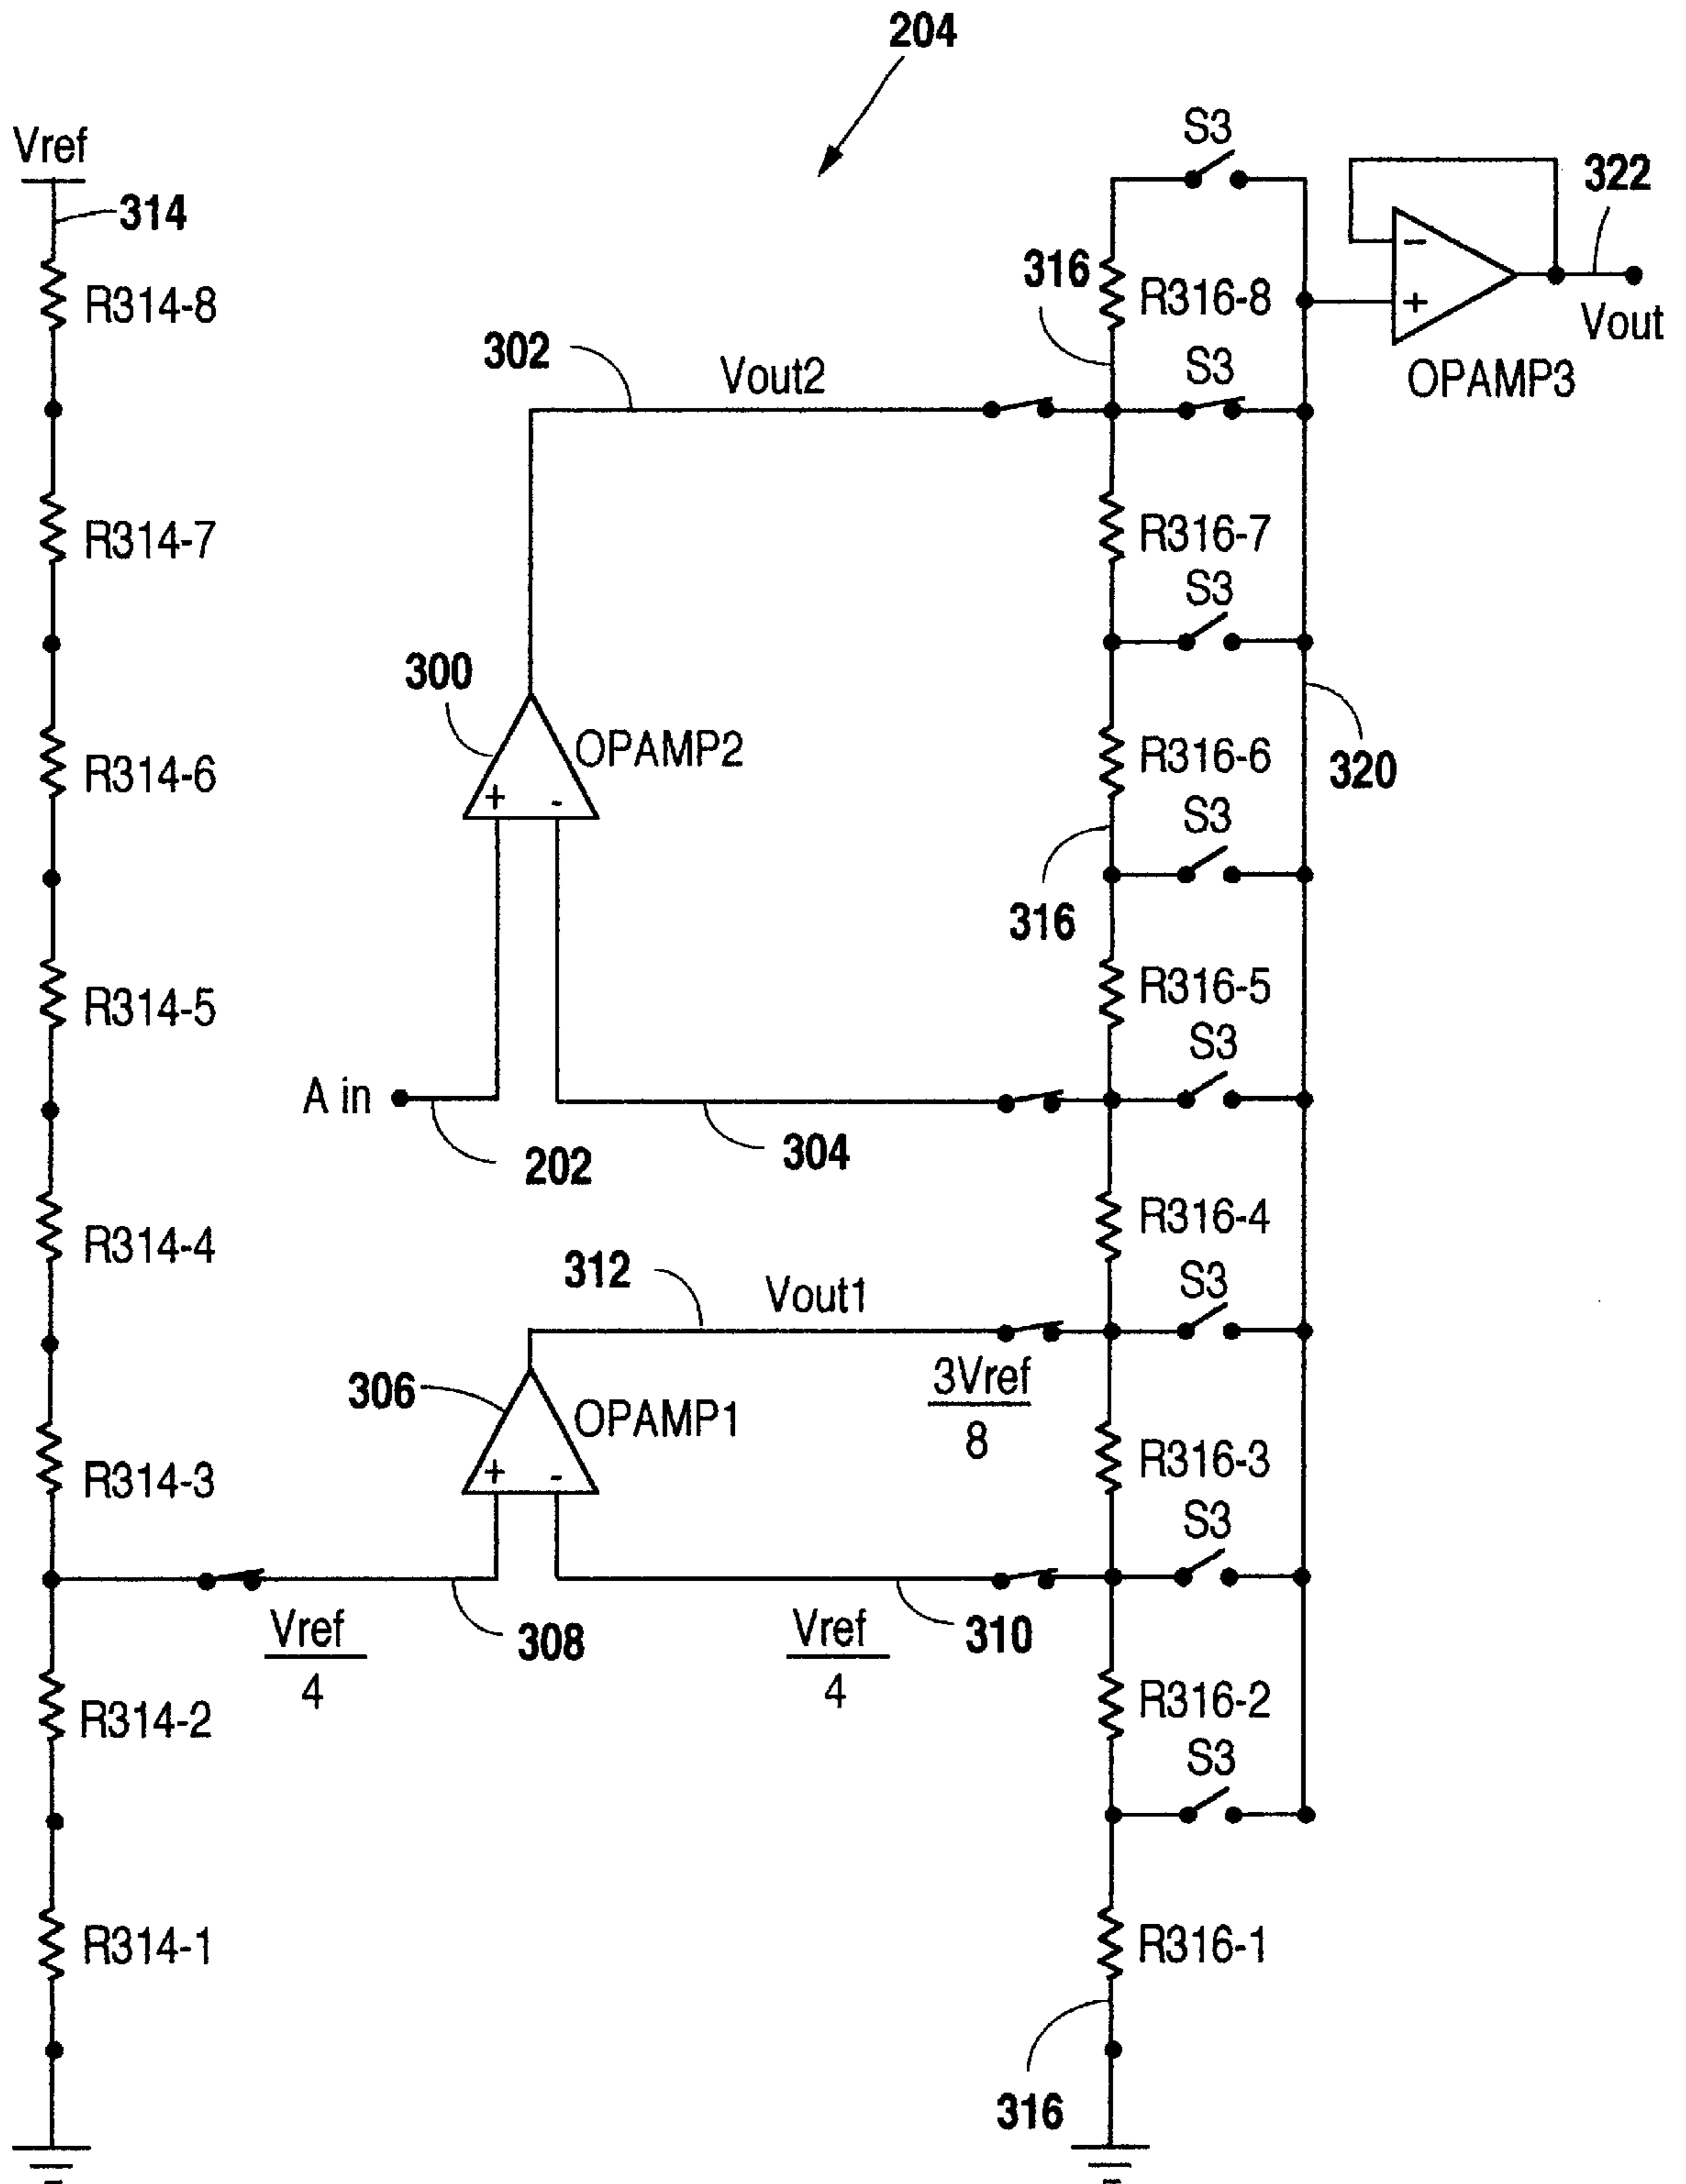 204
Vref
314
S3
322
R314-8
316
R316-8
Vout
302
Vout2
S3
OPAMP3
R314-7
R316-7
S3
300
OPAMP2
R314-6
R316-6
320
+ -
S3
316
R314-5
R316-5
S3
A in
304
202
R314-4
R316-4
312
Vout1
S3
306
OPAMP1
3Vref
8
R314-3
+ -
R316-3
S3
Vref
4
308
Vref
4
310
R314-2
R316-2
S3
R314-1
R316-1
316
- 
+